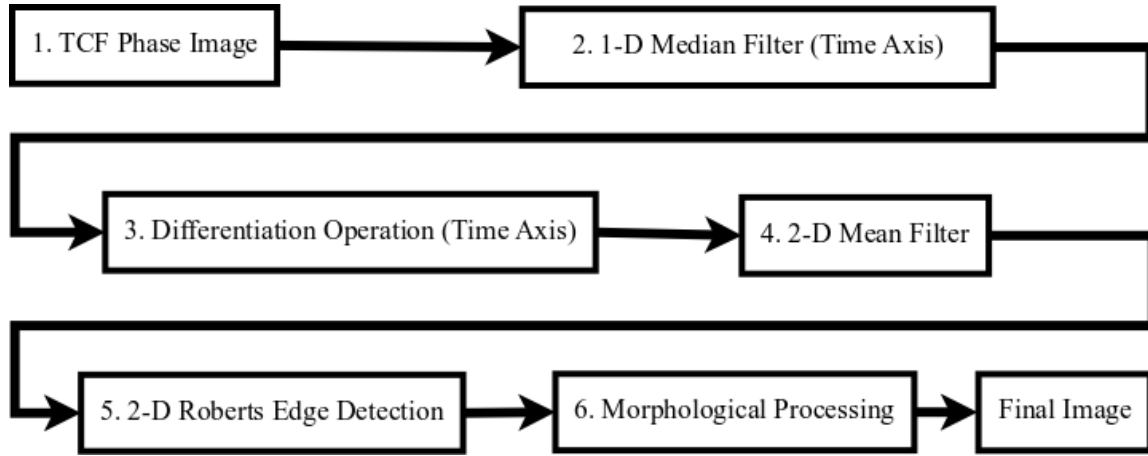 1. TCF Phase Image
2. 1-D Median Filter (Time Axis)
3. Differentiation Operation (Time Axis)
4. 2-D Mean Filter
5. 2-D Roberts Edge Detection
6. Morphological Processing
Final Image